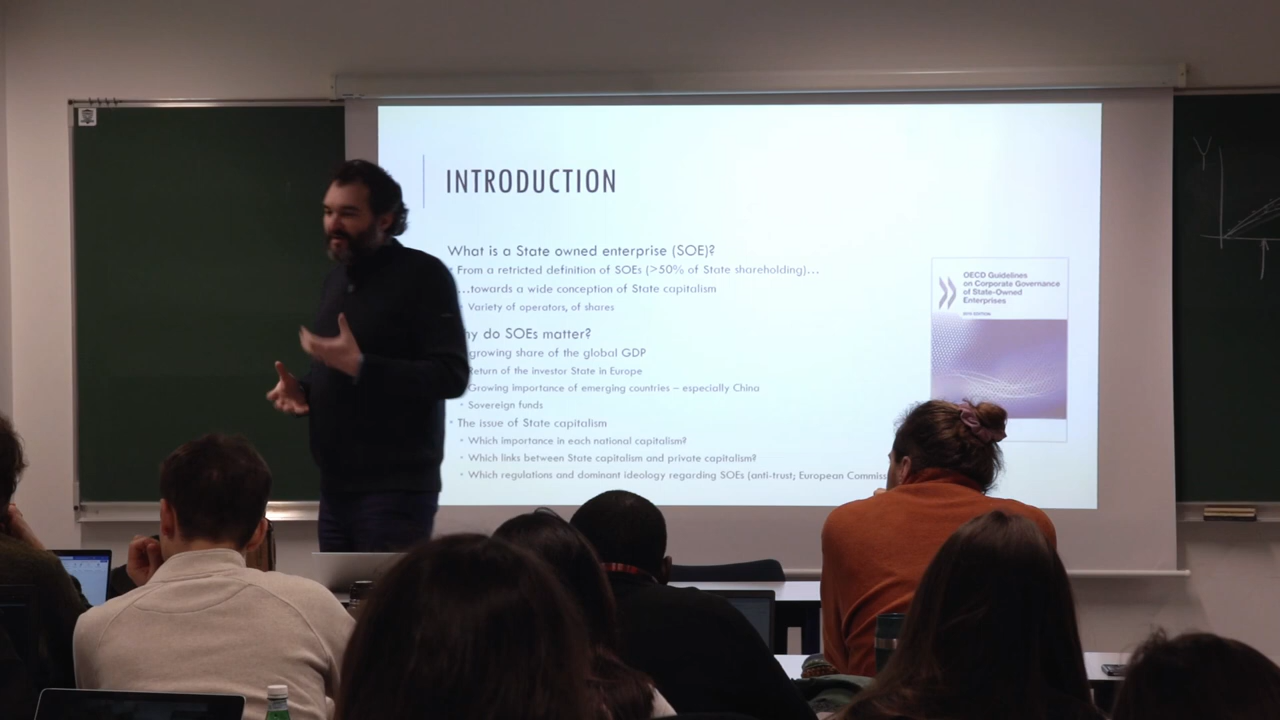 INTRODUCTION
What is a State owned enterprise (SOE)?
• From a retricted definition of SOEs (>50% of State shareholding)…
…towards a wide conception of State capitalism
• Variety of operators, of shares
hy do SOEs matter?
growing share of the global GDP
Return of the investor State in Europe
Growing importance of emerging countries – especially China
• Sovereign funds
• The issue of State capitalism
• Which importance in each national capitalism?
• Which links between State capitalism and private capitalism?
• Which regulations and dominant ideology regarding SOEs (anti-trust; European Commiss
OECD Guidelines
on Corporate Governance
of State-Owned
Enterprises
EDITION
Y